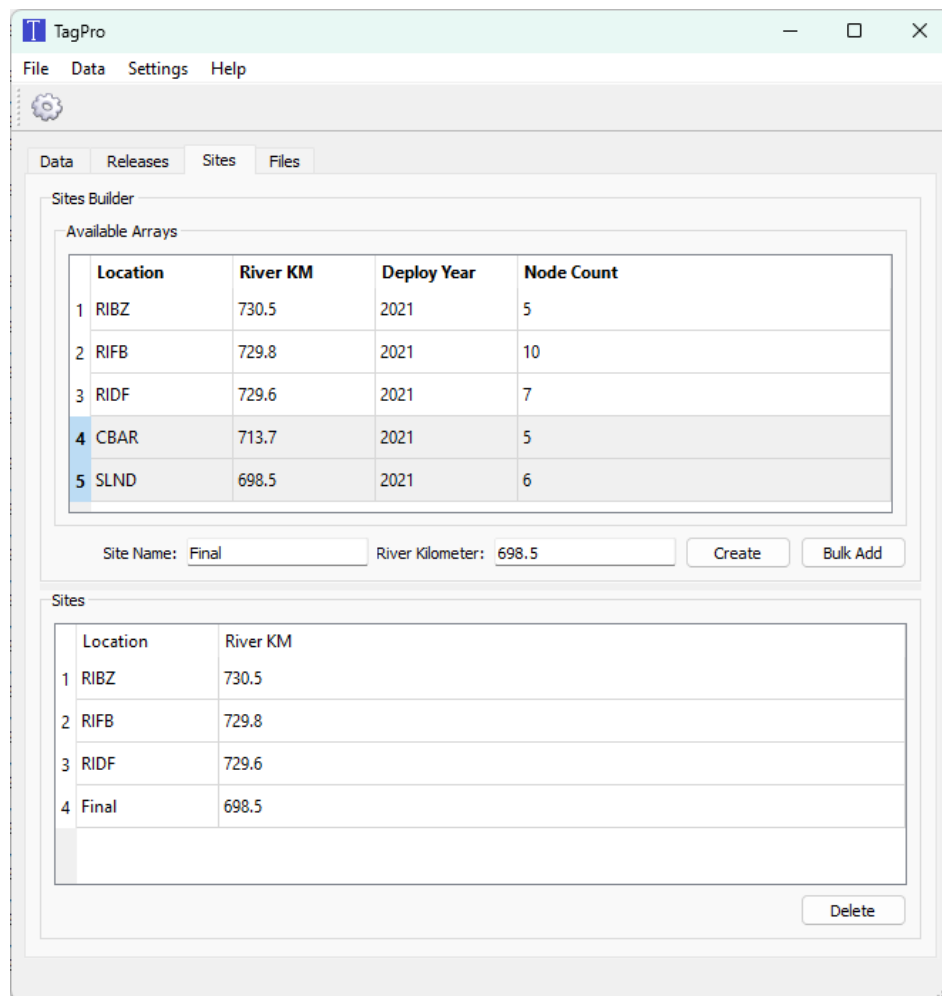 T TagPro
File Data Settings Help
Data Releases Sites Files
Sites Builder
Available Arrays
Location River KM Deploy Year Node Count
1 RIBZ 730.5 2021 5
2 RIFB 729.8 2021 10
3 RIDF 729.6 2021 7
4 CBAR 713.7 2021 5
5 SLND 698.5 2021 6
Site Name: Final River Kilometer: 698.5 Create Bulk Add
Sites
Location River KM
1 RIBZ 730.5
2 RIFB 729.8
3 RIDF 729.6
4 Final 698.5
Delete